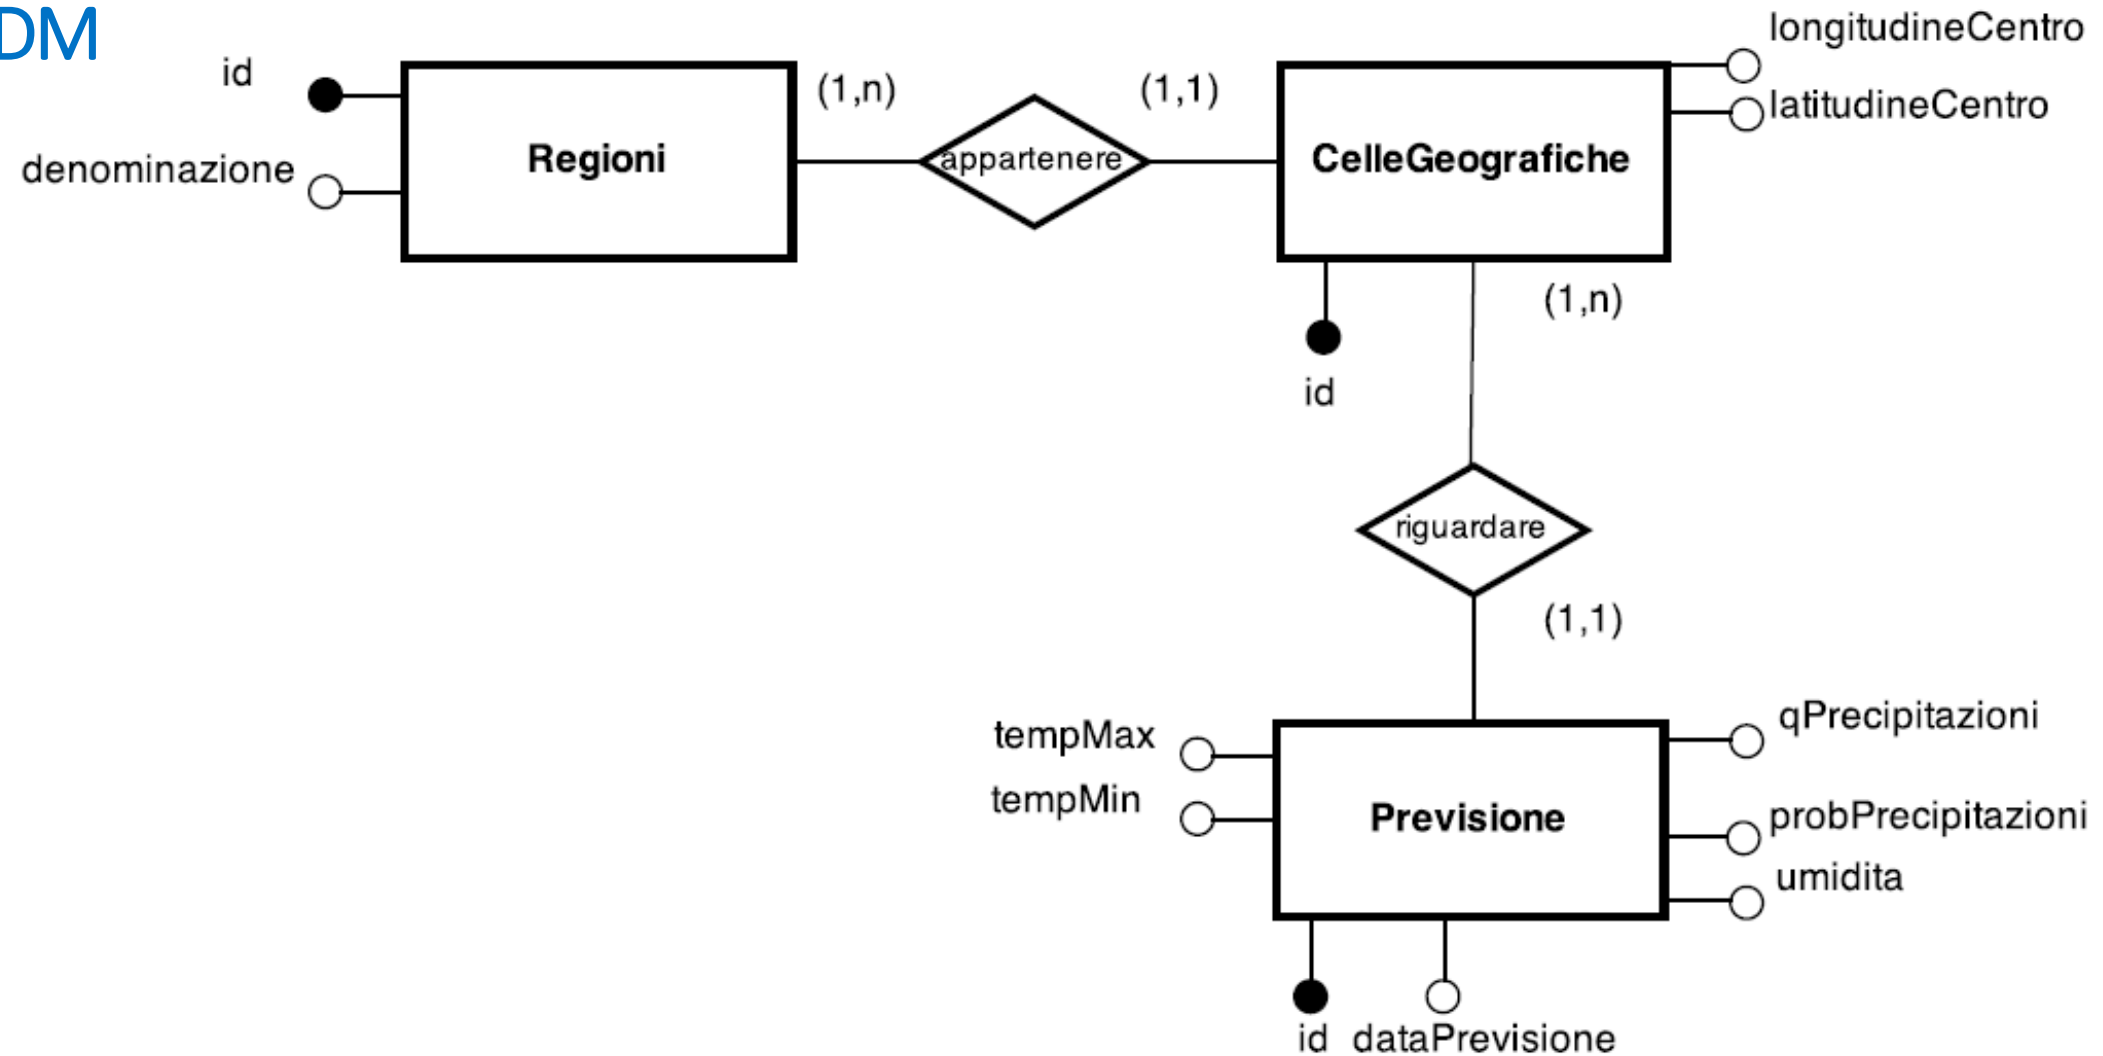 DM
id
denominazione
Regioni
(1,n)
appartenere
(1,1)
CelleGeografiche
longitudineCentro
latitudineCentro
id
(1,n)
riguardare
(1,1)
tempMax
tempMin
Previsione
qPrecipitazioni
probPrecipitazioni
umidita
id
dataPrevisione